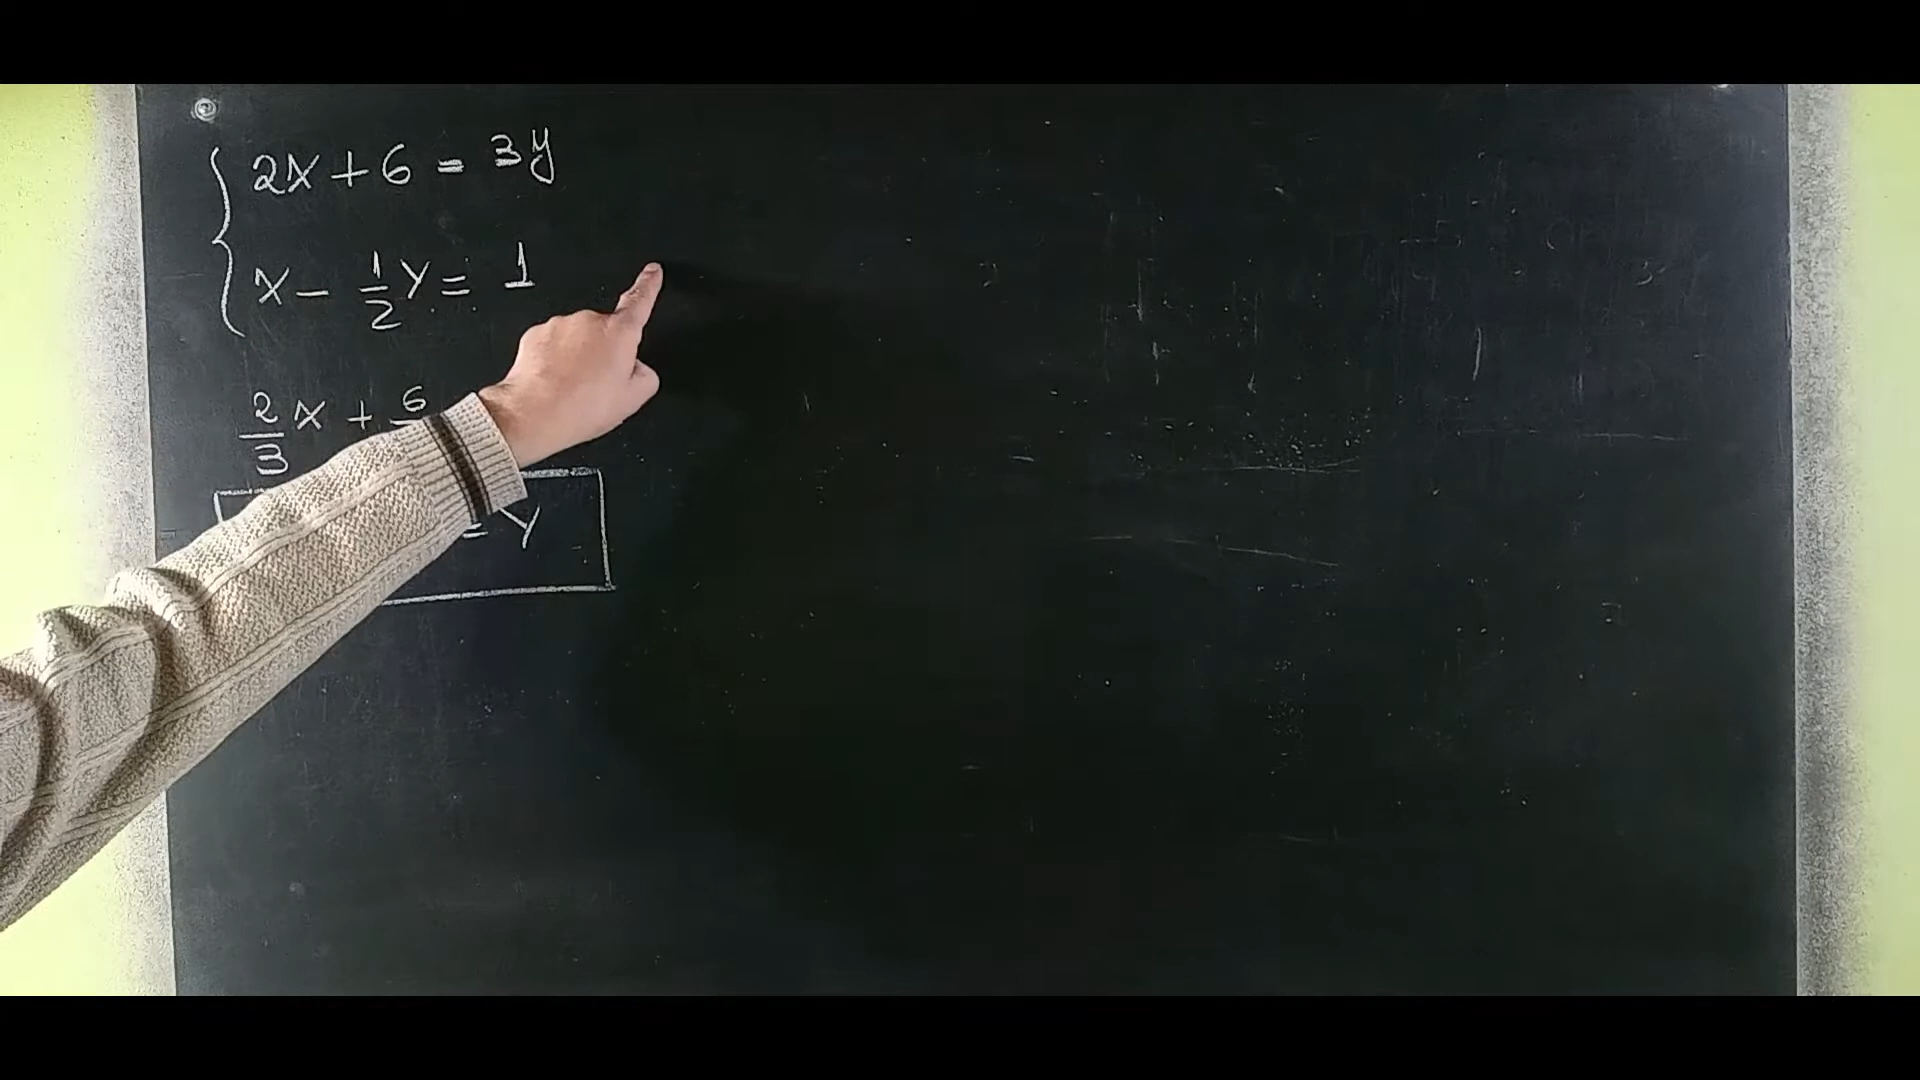 2x + 6 = 3y
x - 1/2 y = 1
2/3 x + 6
= y